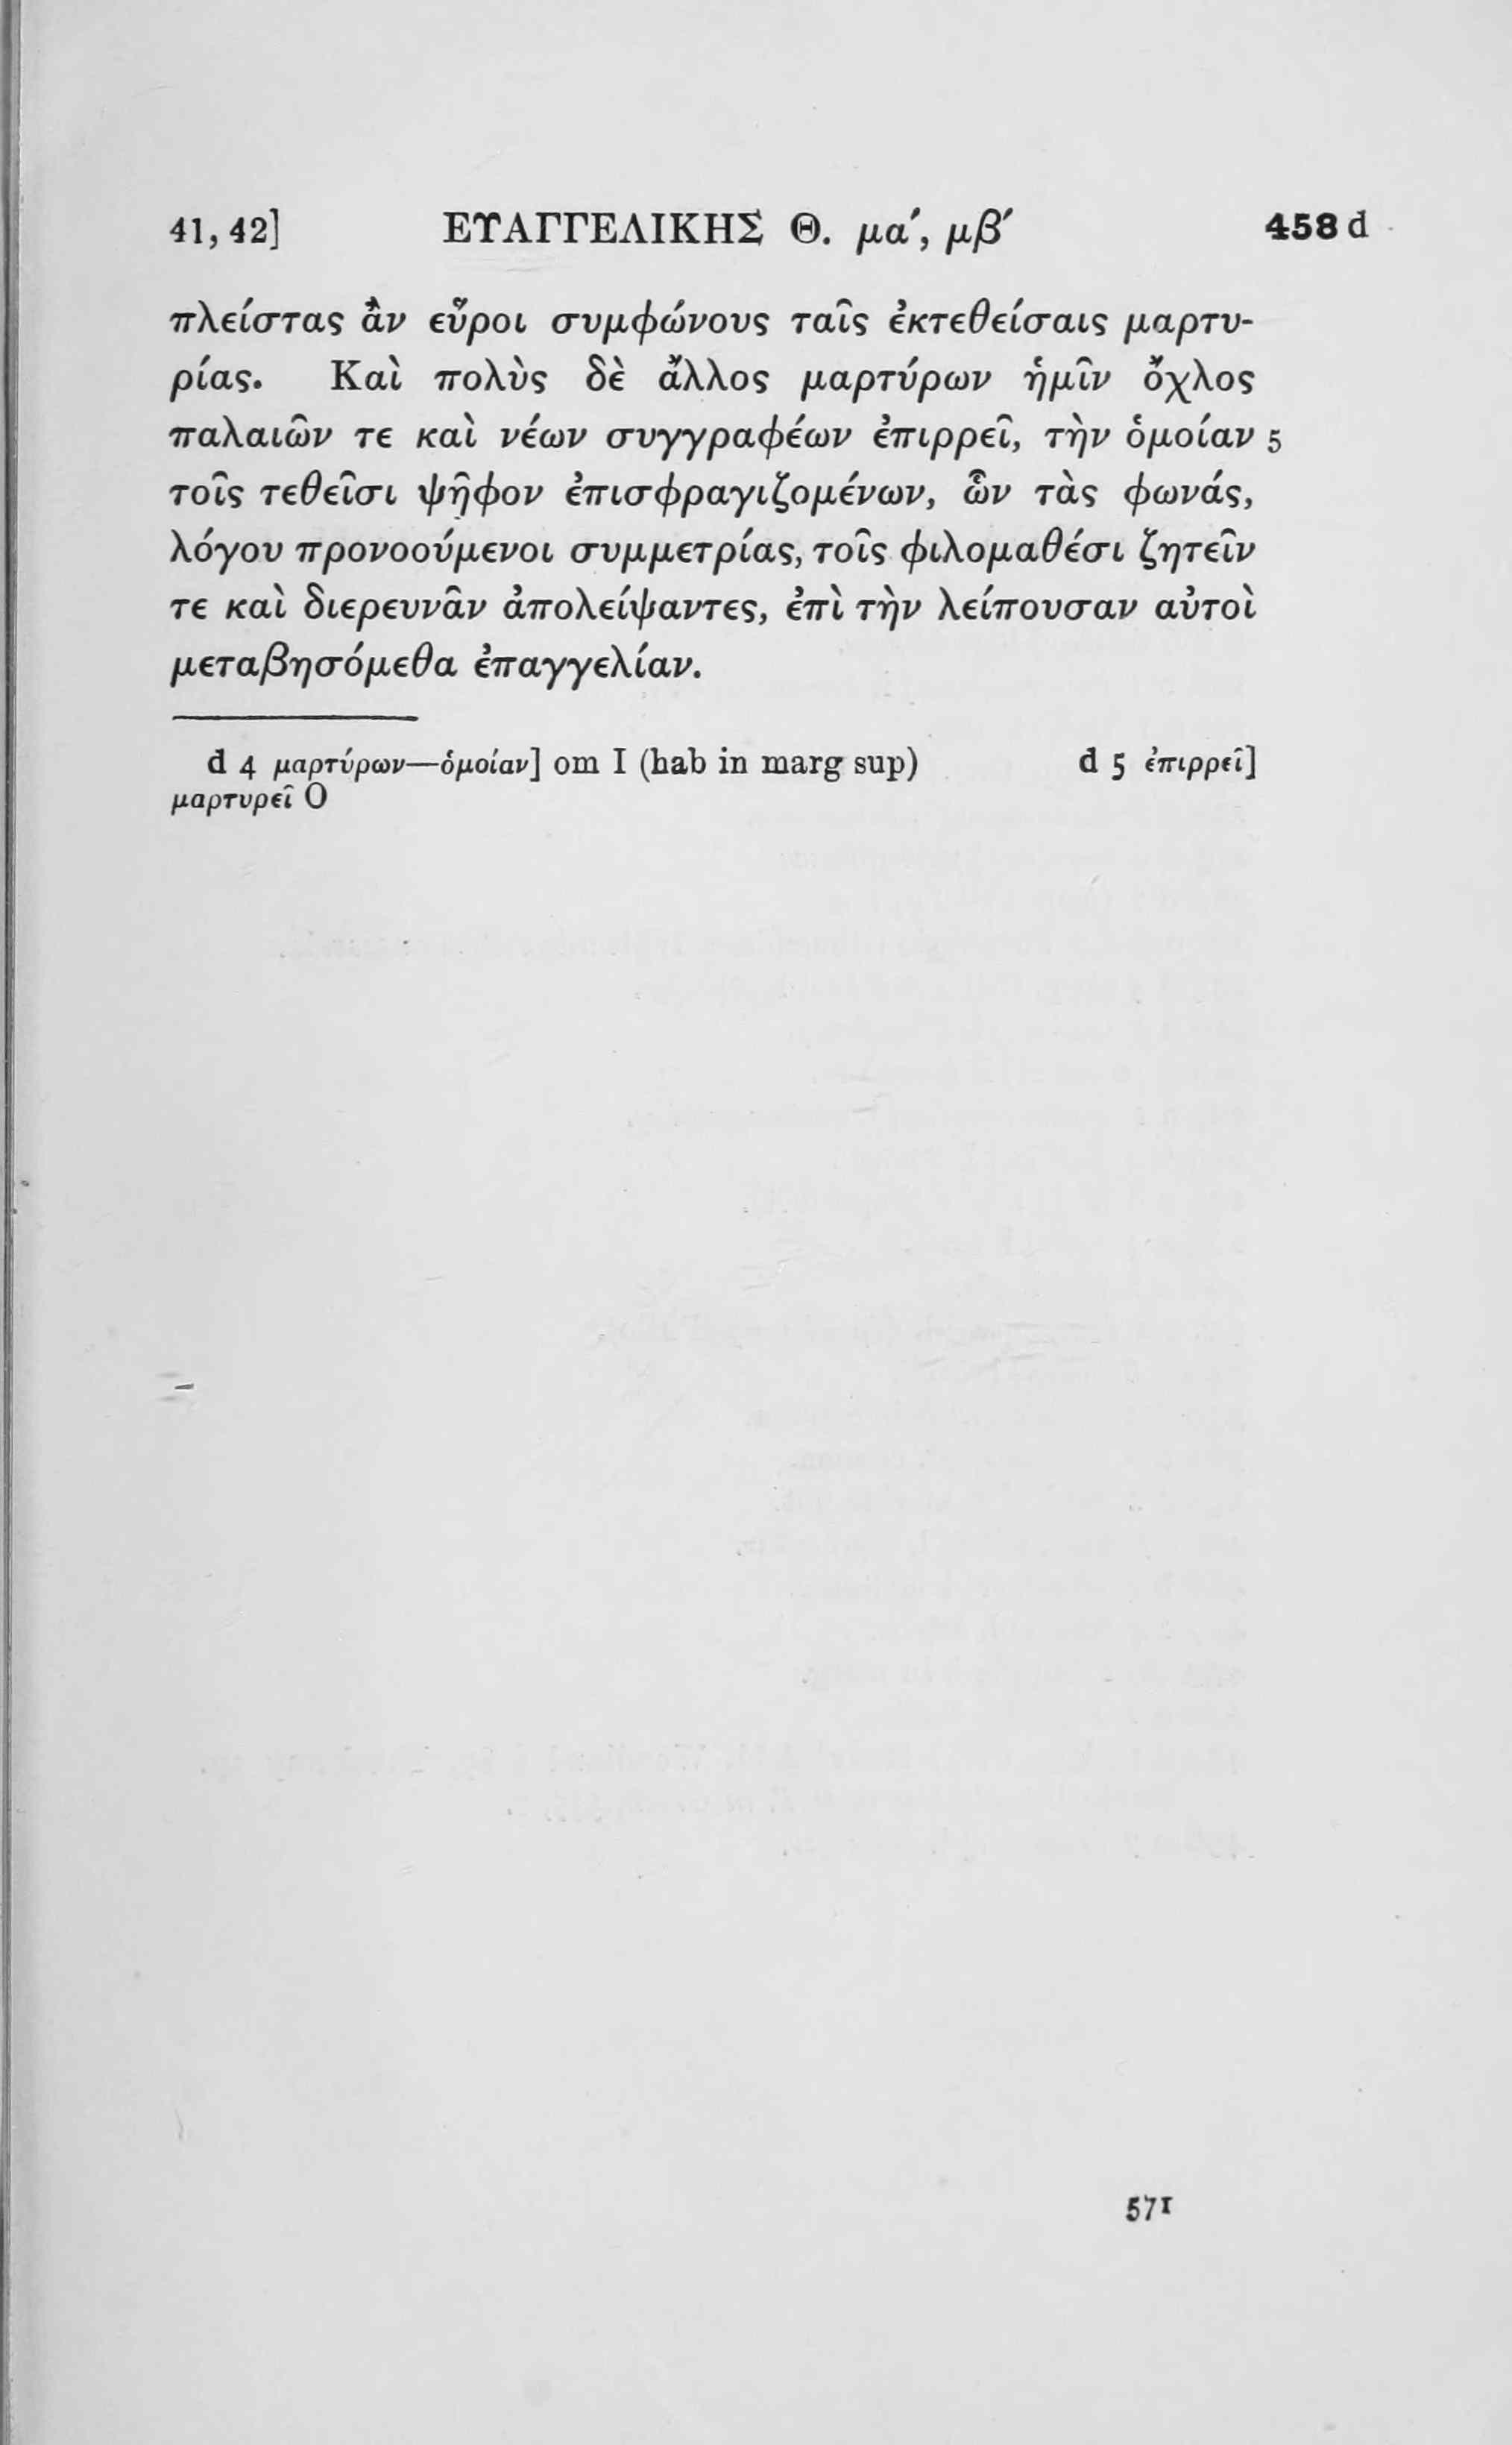 41, 42] ΕΥΑΓΓΕΛΙΚΗΣ Θ. μα´, μβ´ 458 d
πλείστας ἂν εὕροι συμφώνους ταῖς ἐκτεθείσαις μαρτυ-
ρίας. Καὶ πολὺς δὲ ἄλλος μαρτύρων ἡμῖν ὄχλος
παλαιῶν τε καὶ νέων συγγραφέων ἐπιρρεῖ, τὴν ὁμοίαν 5
τοῖς τεθεῖσι ψῆφον ἐπισφραγιζομένων, ὧν τὰς φωνάς,
λόγου προνοούμενοι συμμετρίας, τοῖς φιλομαθέσι ζητεῖν
τε καὶ διερευνᾶν ἀπολείψαντες, ἐπὶ τὴν λείπουσαν αὐτοὶ
μεταβησόμεθα ἐπαγγελίαν.
d 4 μαρτύρων—ὁμοίαν] om I (hab in marg sup) d 5 ἐπιρρεῖ]
μαρτυρεῖ O
571